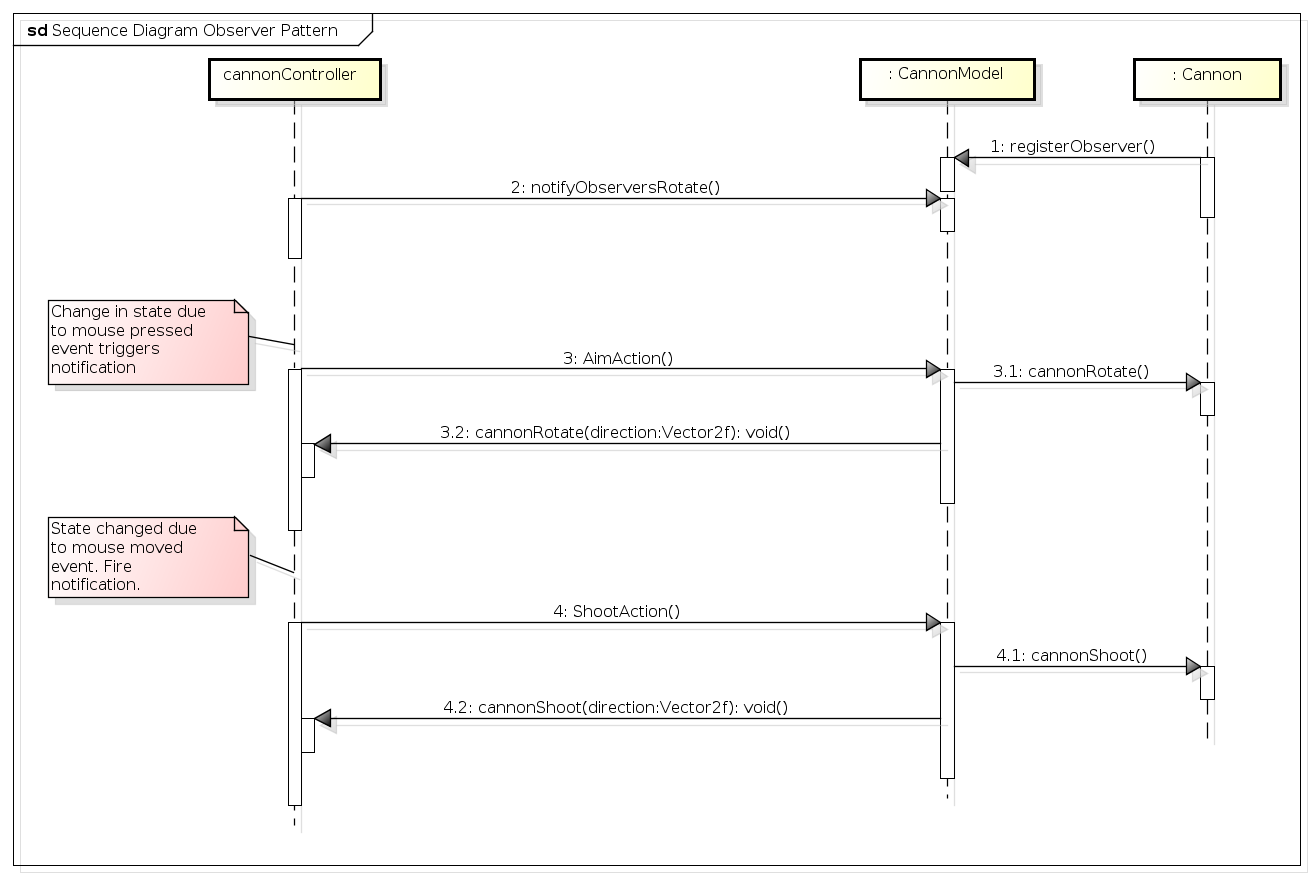 sd Sequence Diagram Observer Pattern
cannonController
: CannonModel
: Cannon
1: registerObserver()
2: notifyObserversRotate()
Change in state due
to mouse pressed
event triggers
notification
3: AimAction()
3.1: cannonRotate()
3.2: cannonRotate(direction:Vector2f): void()
State changed due
to mouse moved
event. Fire
notification.
4: ShootAction()
4.1: cannonShoot()
4.2: cannonShoot(direction:Vector2f): void()